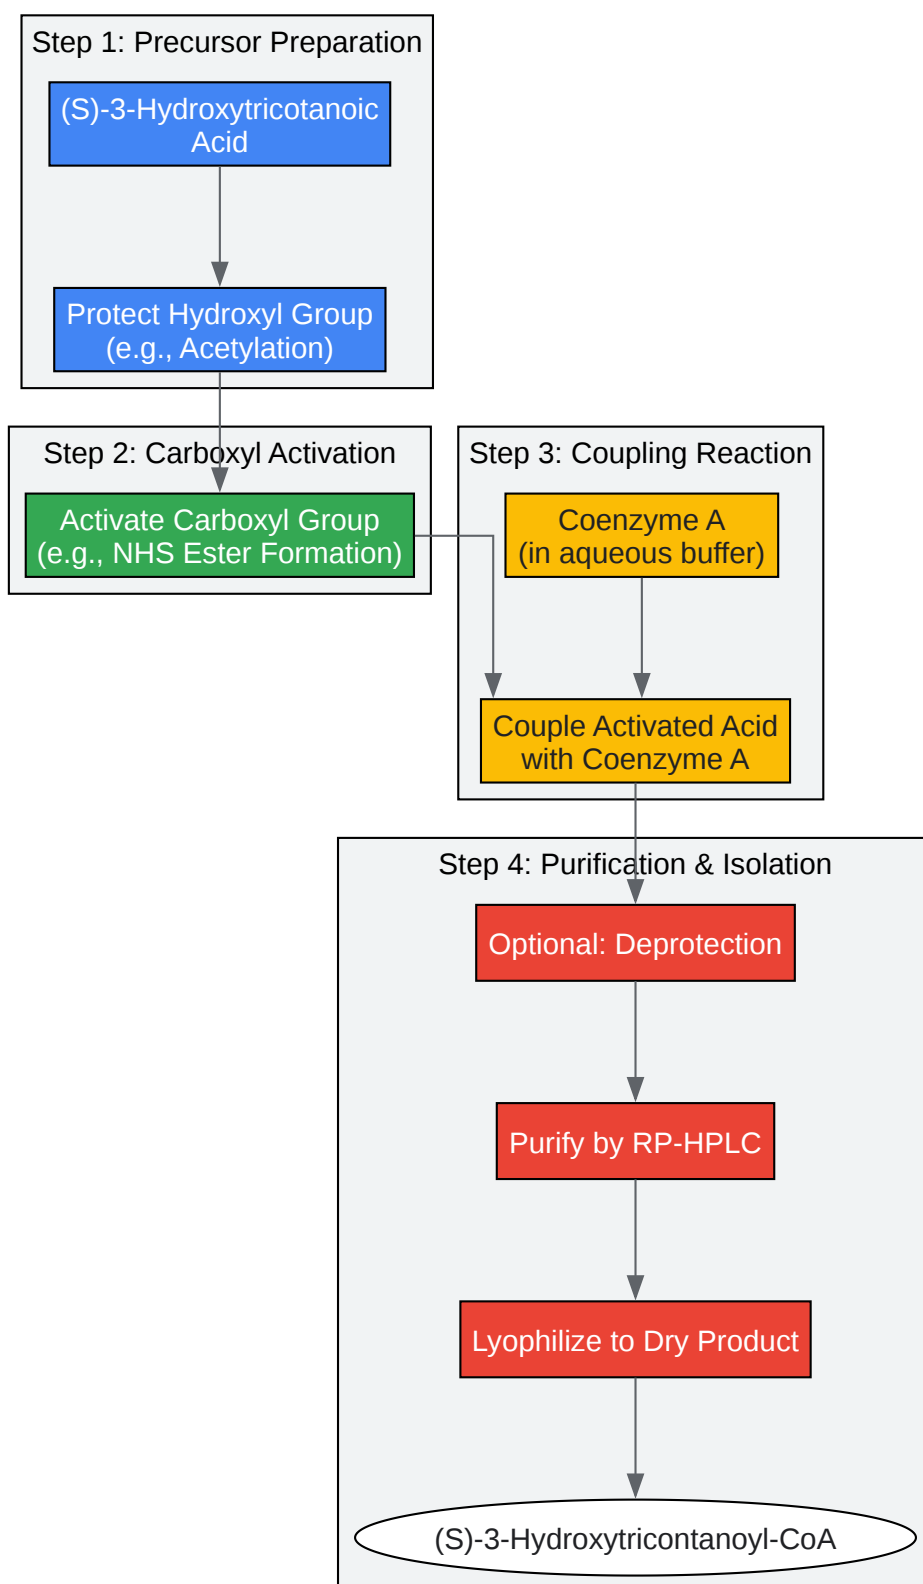 Step 1: Precursor Preparation
(S)-3-Hydroxytricotanoic
Acid
Protect Hydroxyl Group
(e.g., Acetylation)
Step 2: Carboxyl Activation
Activate Carboxyl Group
(e.g., NHS Ester Formation)
Step 3: Coupling Reaction
Coenzyme A
(in aqueous buffer)
Couple Activated Acid
with Coenzyme A
Step 4: Purification & Isolation
Optional: Deprotection
Purify by RP-HPLC
Lyophilize to Dry Product
(S)-3-Hydroxytricontanoyl-CoA